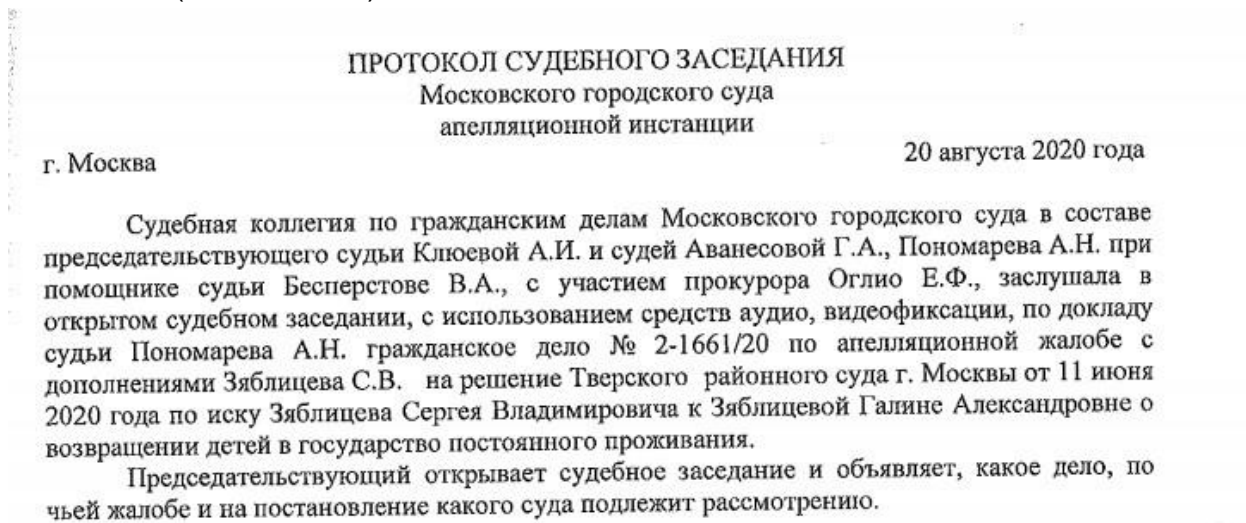 ПРОТОКОЛ СУДЕБНОГО ЗАСЕДАНИЯ
Московского городского суда
апелляционной инстанции
г. Москва 20 августа 2020 года
Судебная коллегия по гражданским делам Московского городского суда в составе
председательствующего судьи Клюевой А.И. и судей Аванесовой Г.А., Пономарева А.Н. при
помощнике судьи Бесперстове В.А., с участием прокурора Оглио Е.Ф., заслушала в
открытом судебном заседании, с использованием средств аудио, видеофиксации, по докладу
судьи Пономарева А.Н. гражданское дело № 2-1661/20 по апелляционной жалобе с
дополнениями Зяблицева С.В. на решение Тверского районного суда г. Москвы от 11 июня
2020 года по иску Зяблицева Сергея Владимировича к Зяблицевой Галине Александровне о
возвращении детей в государство постоянного проживания.
Председательствующий открывает судебное заседание и объявляет, какое дело, по
чьей жалобе и на постановление какого суда подлежит рассмотрению.